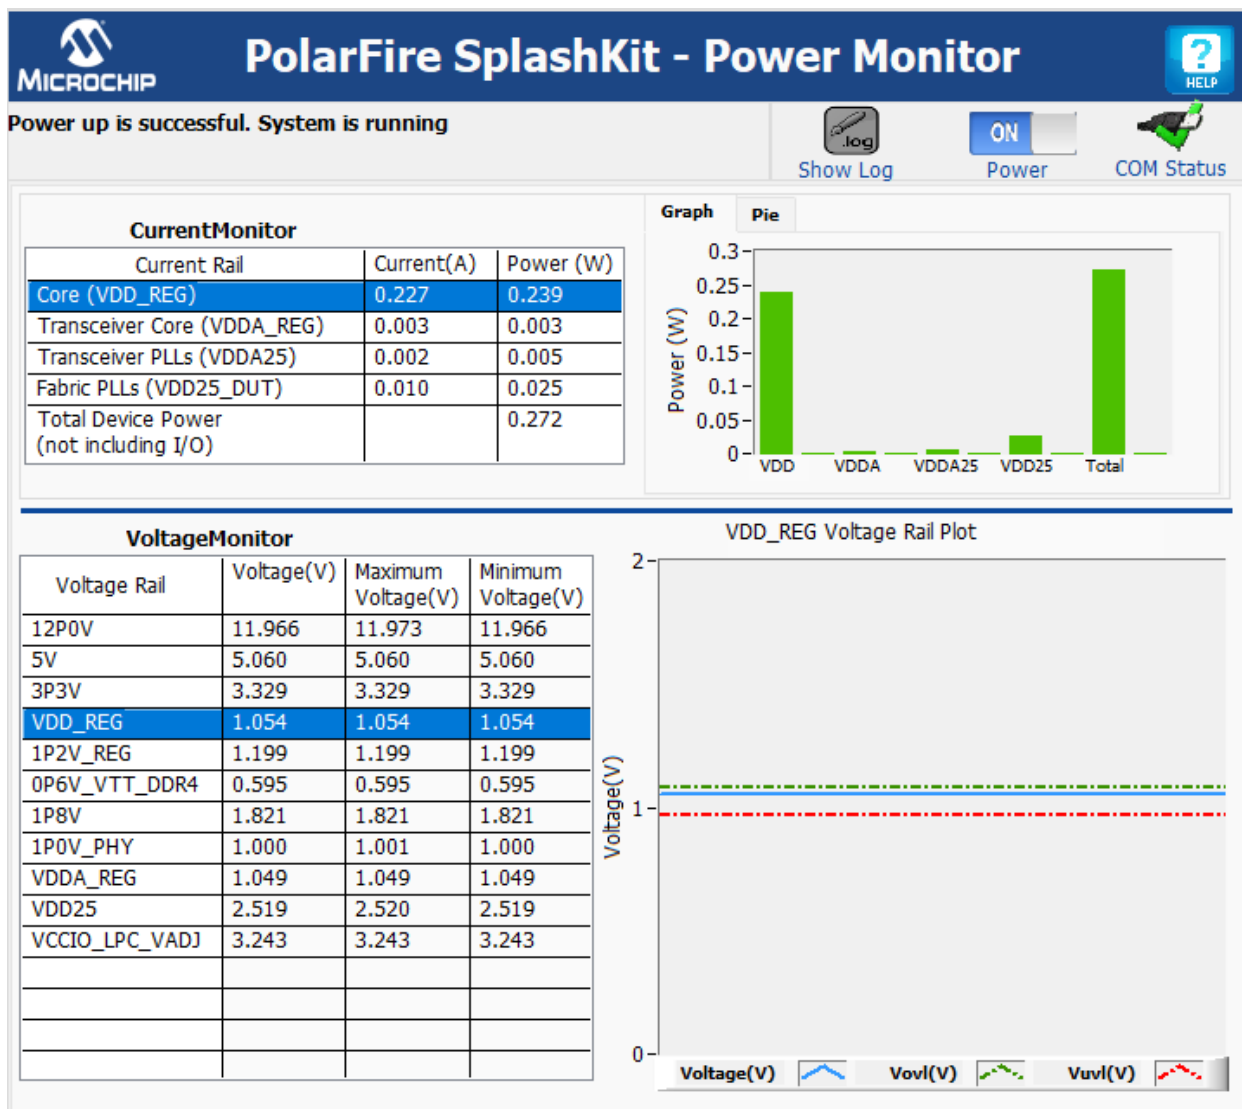 MICROCHIP
PolarFire SplashKit - Power Monitor
?
HELP
Power up is successful. System is running
.log
Show Log
ON
Power
COM Status
CurrentMonitor
Current Rail Current(A) Power (W)
Core (VDD_REG) 0.227 0.239
Transceiver Core (VDDA_REG) 0.003 0.003
Transceiver PLLs (VDDA25) 0.002 0.005
Fabric PLLs (VDD25_DUT) 0.010 0.025
Total Device Power 0.272
(not including I/O)
Graph Pie
Power (W)
0.3
0.25
0.2
0.15
0.1
0.05
0
VDD VDDA VDDA25 VDD25 Total
VoltageMonitor
Voltage Rail Voltage(V) Maximum Voltage(V) Minimum Voltage(V)
12P0V 11.966 11.973 11.966
5V 5.060 5.060 5.060
3P3V 3.329 3.329 3.329
VDD_REG 1.054 1.054 1.054
1P2V_REG 1.199 1.199 1.199
0P6V_VTT_DDR4 0.595 0.595 0.595
1P8V 1.821 1.821 1.821
1P0V_PHY 1.000 1.001 1.000
VDDA_REG 1.049 1.049 1.049
VDD25 2.519 2.520 2.519
VCCIO_LPC_VADJ 3.243 3.243 3.243
VDD_REG Voltage Rail Plot
Voltage(V)
2
1
0
Voltage(V) Vovl(V) Vuvl(V)